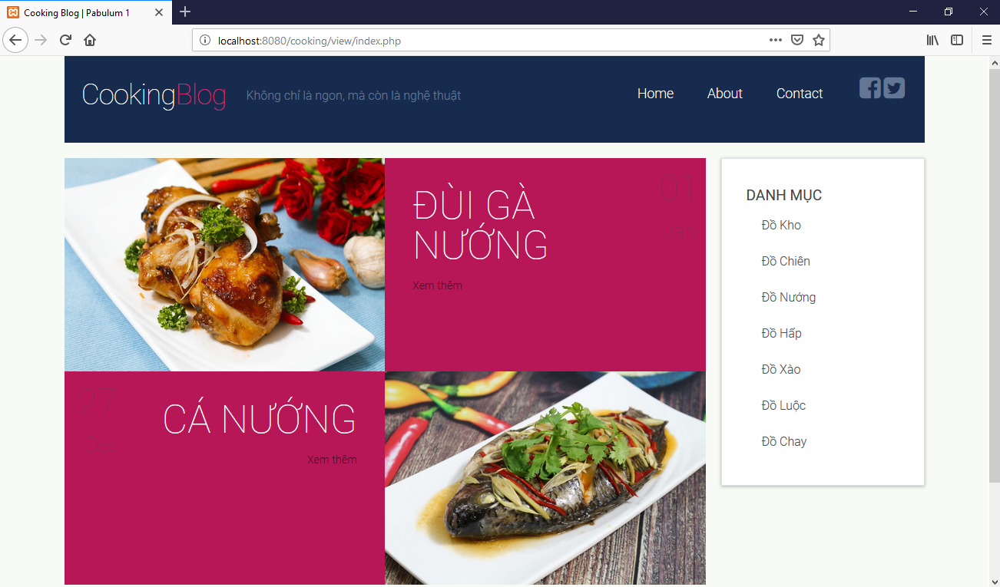 Cooking Blog | Pabulum 1
localhost:8080/cooking/view/index.php
CookingBlog
Không chỉ là ngon, mà còn là nghệ thuật
Home
About
Contact
ĐÙI GÀ
NƯỚNG
Xem thêm
01
Jan
27
CÁ NƯỚNG
Xem thêm
DANH MỤC
Đồ Kho
Đồ Chiên
Đồ Nướng
Đồ Hấp
Đồ Xào
Đồ Luộc
Đồ Chay